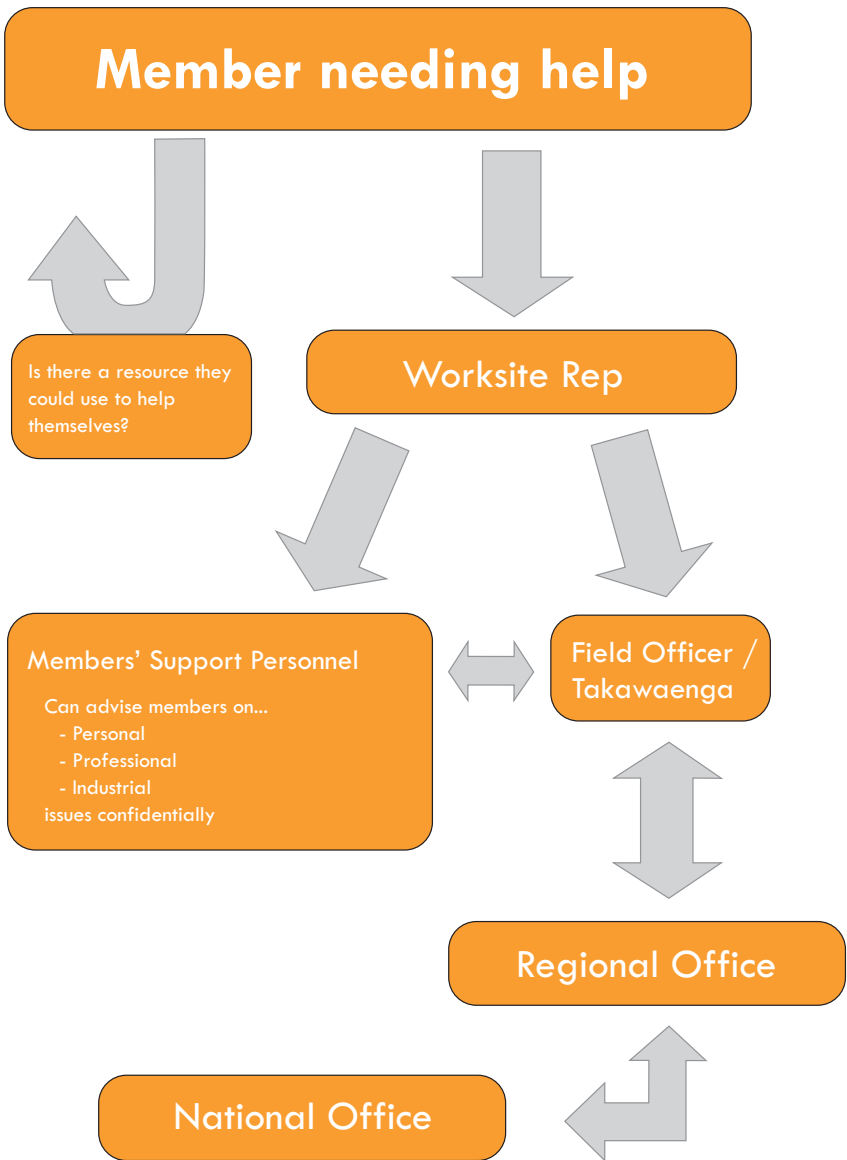 Member needing help
Is there a resource they
could use to help
themselves?
Worksite Rep
Members’ Support Personnel
Can advise members on...
- Personal
- Professional
- Industrial
issues confidentially
Field Officer /
Takawaenga
Regional Office
National Office